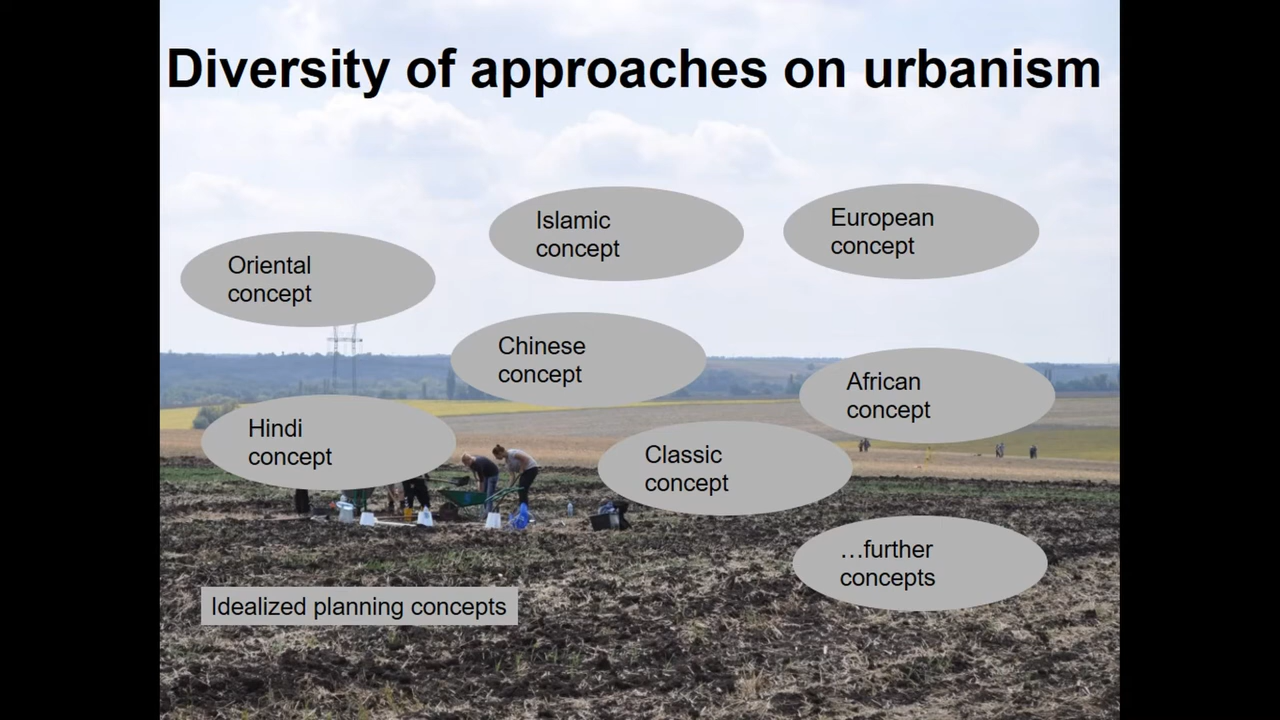 Diversity of approaches on urbanism
Islamic
concept
European
concept
Oriental
concept
Chinese
concept
African
concept
Hindi
concept
Classic
concept
…further
concepts
Idealized planning concepts